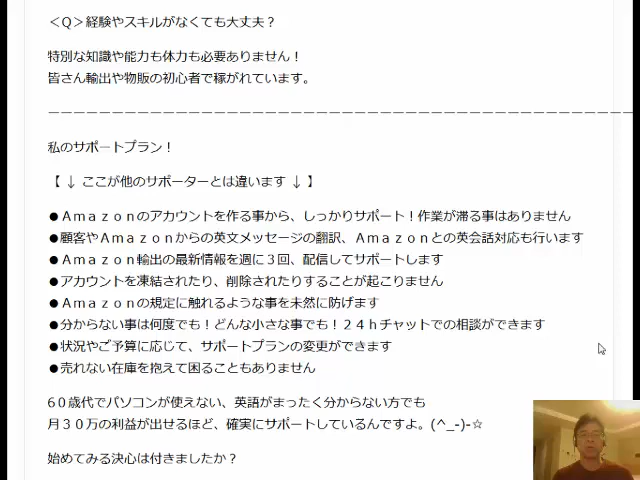 ＜Ｑ＞経験やスキルがなくても大丈夫？
特別な知識や能力も体力も必要ありません！
皆さん輸出や物販の初心者で稼がれています。
ーーーーーーーーーーーーーーーーーーーーーーーーーーーーーーーーーーーーーーーーーーーーー
私のサポートプラン！
【 ↓ ここが他のサポーターとは違います ↓ 】
●Ａｍａｚｏｎのアカウントを作る事から、しっかりサポート！作業が滞る事はありません
●顧客やＡｍａｚｏｎからの英文メッセージの翻訳、Ａｍａｚｏｎとの英会話対応も行います
●Ａｍａｚｏｎ輸出の最新情報を週に３回、配信してサポートします
●アカウントを凍結されたり、削除されたりすることが起こりません
●Ａｍａｚｏｎの規定に触れるような事を未然に防げます
●分からない事は何度でも！どんな小さな事でも！２４ｈチャットでの相談ができます
●状況やご予算に応じて、サポートプランの変更ができます
●売れない在庫を抱えて困ることもありません
６０歳代でパソコンが使えない、英語がまったく分からない方でも
月３０万の利益が出せるほど、確実にサポートしているんですよ。(^_-)-☆
始めてみる決心は付きましたか？